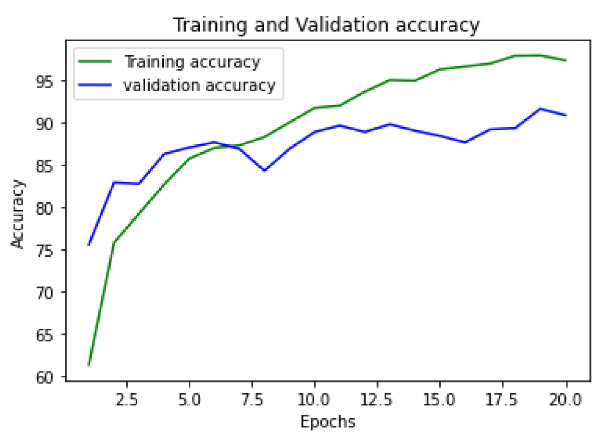 Training and Validation accuracy
Training accuracy
validation accuracy
Accuracy
95
90
85
80
75
70
65
60
2.5 5.0 7.5 10.0 12.5 15.0 17.5 20.0
Epochs